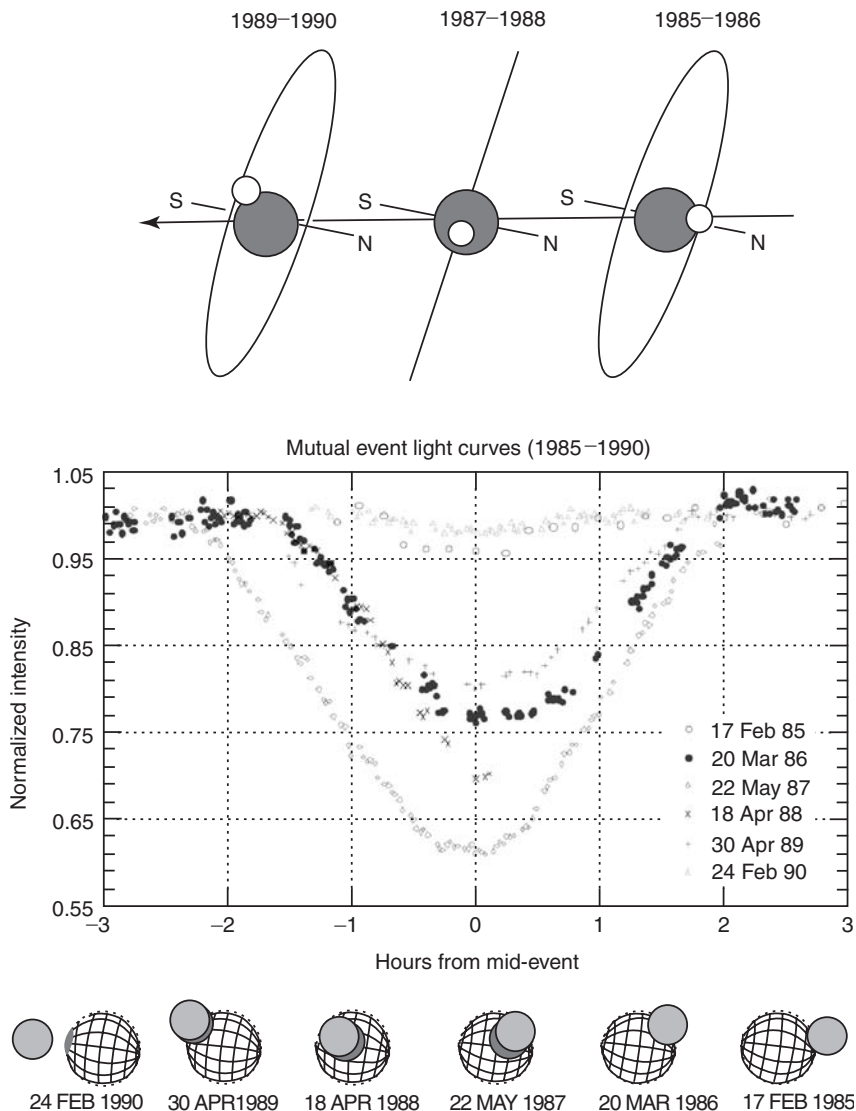 1989–1990 1987–1988 1985–1986
S S S
N N N
Mutual event light curves (1985–1990)
1.05
0.95
0.85
0.75
0.65
0.55
Normalized intensity
17 Feb 85
20 Mar 86
22 May 87
18 Apr 88
30 Apr 89
24 Feb 90
–3 –2 –1 0 1 2 3
Hours from mid-event
24 FEB 1990 30 APR1989 18 APR 1988 22 MAY 1987 20 MAR 1986 17 FEB 1985